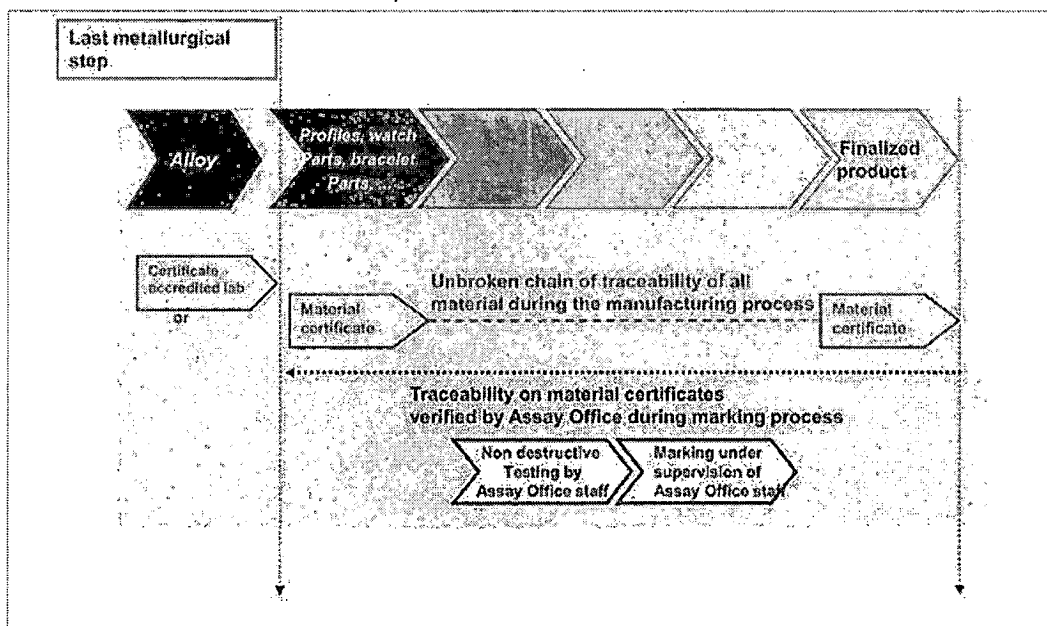 Last metallurgical
step
Alloy
Profiles, watch
Parts, bracelet
Parts.....
Finalized
product
Certificate
accredited lab
or
Material
certificate
Unbroken chain of traceability of all
material during the manufacturing process
Material
certificate
Traceability on material certificates
verified by Assay Office during marking process
Non destructive
Testing by
Assay Office staff
Marking under
supervision of
Assay Office staff